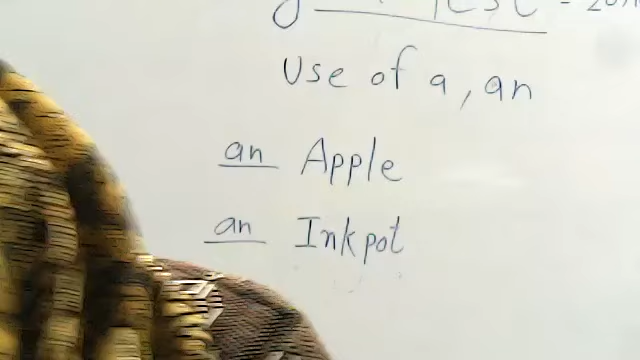 Test
Use of a, an
an Apple
an Inkpot